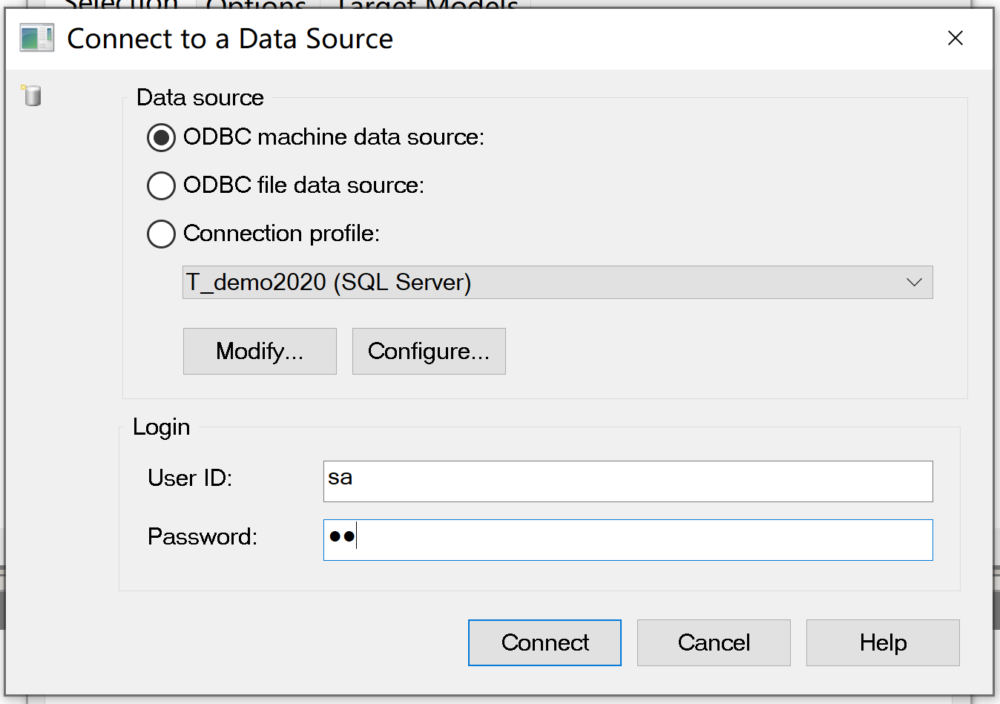 Selection Options Target Models
Connect to a Data Source
Data source
ODBC machine data source:
ODBC file data source:
Connection profile:
T_demo2020 (SQL Server)
Modify... Configure...
Login
User ID: sa
Password: ●●
Connect Cancel Help